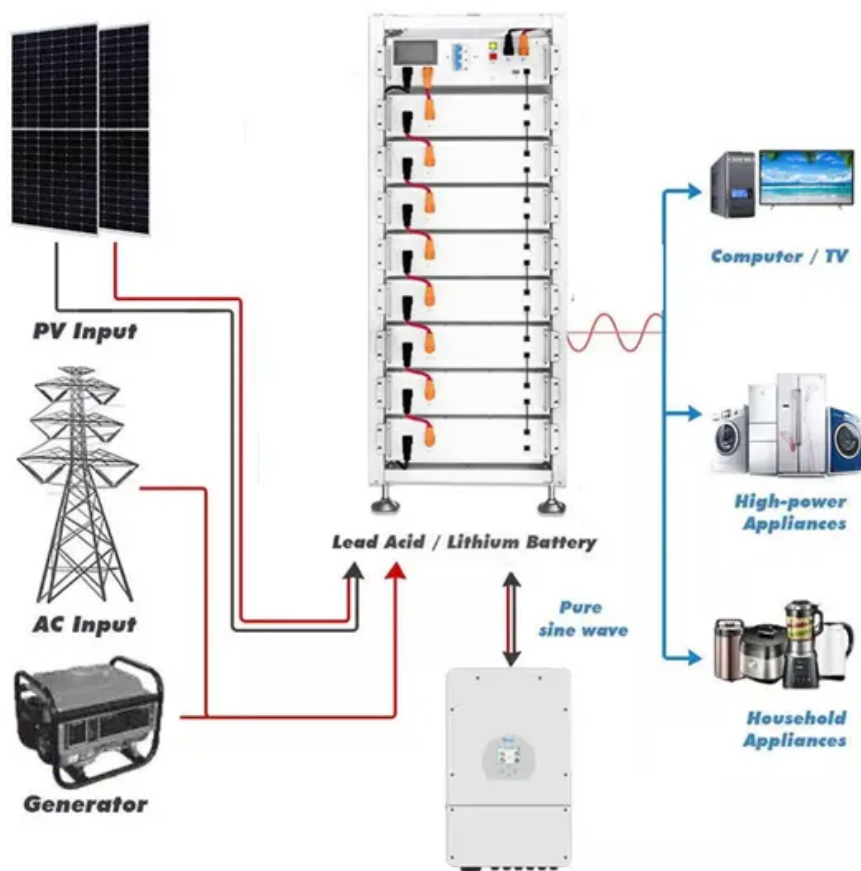 PV Input
AC Input
Generator
Lead Acid / Lithium Battery
Pure
sine wave
Computer / TV
High-power
Appliances
Household
Appliances